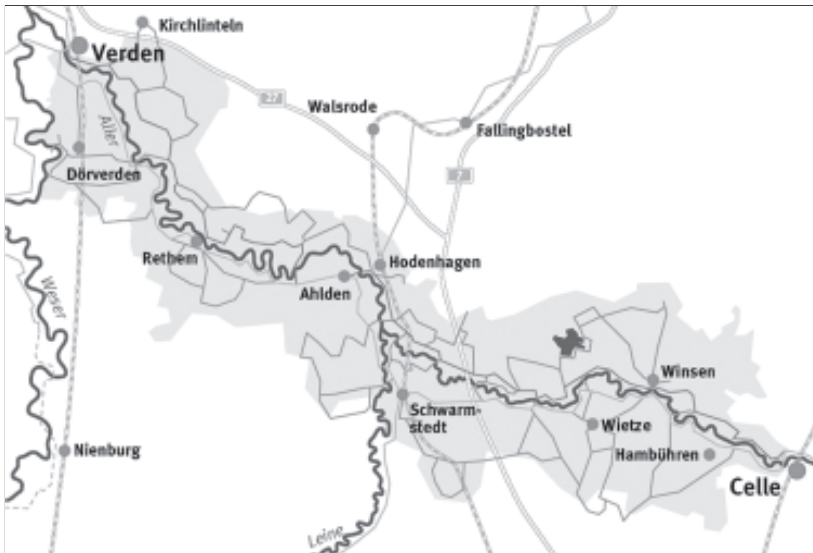 Kirchlinteln
Verden
27
Walsrode
Fallingbostel
Aller
7
Dörverden
Rethem
Hodenhagen
Ahlden
Weser
Winsen
Schwarm-
stedt
Wietze
Nienburg
Hambühren
Celle
Leine